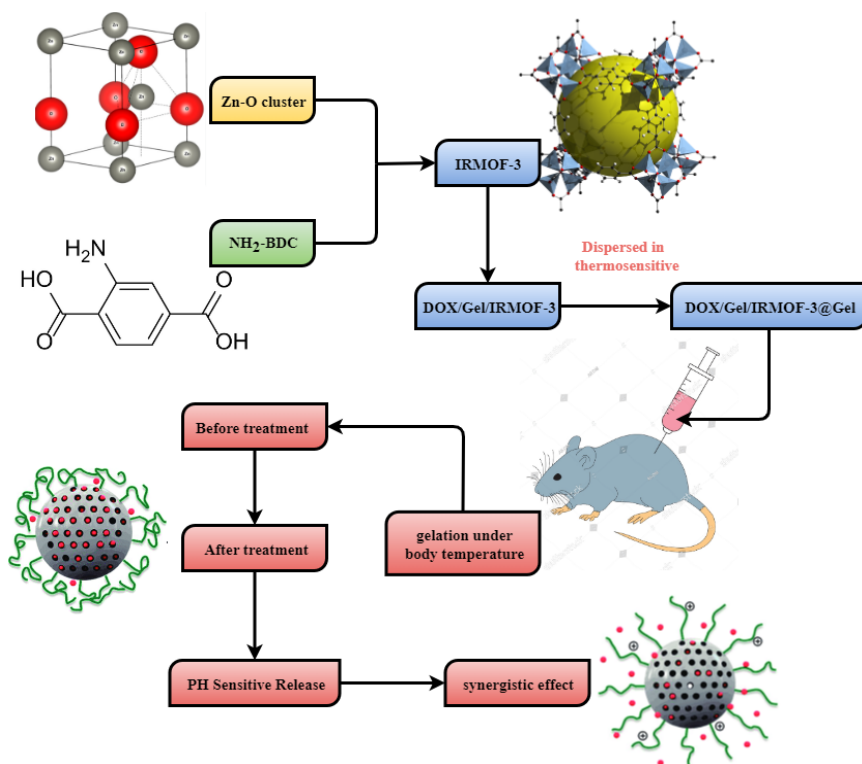 Zn-O cluster
IRMOF-3
NH₂-BDC
H₂N
HO
O
O
OH
Dispersed in
thermosensitive
DOX/Gel/IRMOF-3
DOX/Gel/IRMOF-3@Gel
Before treatment
gelation under
body temperature
After treatment
PH Sensitive Release
synergistic effect